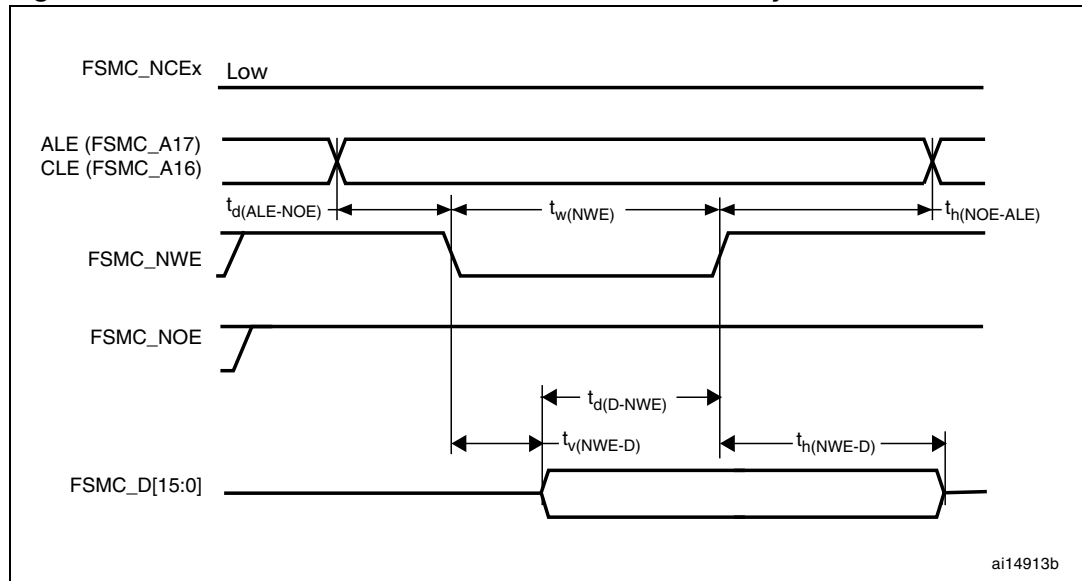 FSMC_NCEx Low
ALE (FSMC_A17)
CLE (FSMC_A16)
td(ALE-NOE) tw(NWE) th(NOE-ALE)
FSMC_NWE
FSMC_NOE
td(D-NWE)
tv(NWE-D) th(NWE-D)
FSMC_D[15:0]
ai14913b